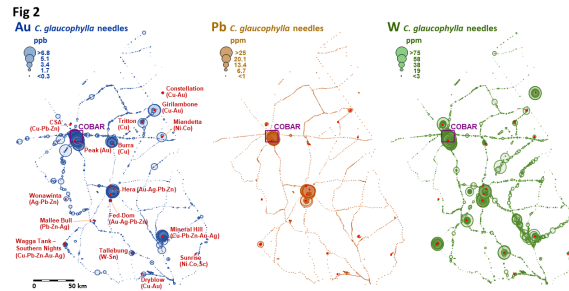 Fig 2
Au C. glaucophylla needles
ppb
>6.8
5.1
3.4
1.7
<0.3
Constellation
(Cu-Au)
Girilambone
(Cu-Au)
Tritton
(Cu)
Miandetta
(Ni-Co)
CSA
(Cu-Pb-Zn)
COBAR
Peak (Au)
Burra
(Cu)
Wonawinta
(Ag-Pb-Zn)
Hera (Au-Ag-Pb-Zn)
Mallee Bull
(Pb-Zn-Ag)
Fed-Dom
(Au-Ag-Pb-Zn)
Mineral Hill
(Cu-Pb-Zn-Au-Ag)
Wagga Tank –
Southern Nights
(Cu-Pb-Zn-Au-Ag)
Tallebung
(W-Sn)
Sunrise
(Ni-Co,Sc)
Dryblow
(Cu-Au)
0 50 km
Pb C. glaucophylla needles
ppm
>25
20.1
13.4
6.7
<1
COBAR
W C. glaucophylla needles
ppm
>75
58
38
19
<3
COBAR